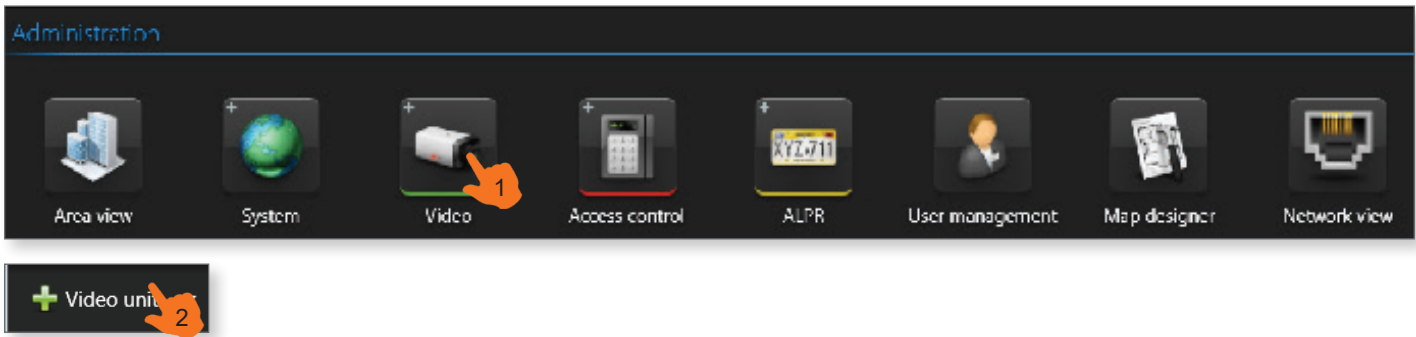 Administration
XYZ•711
1
Area view System Video Access control ALPR User management Map designer Network view
Video unit
2